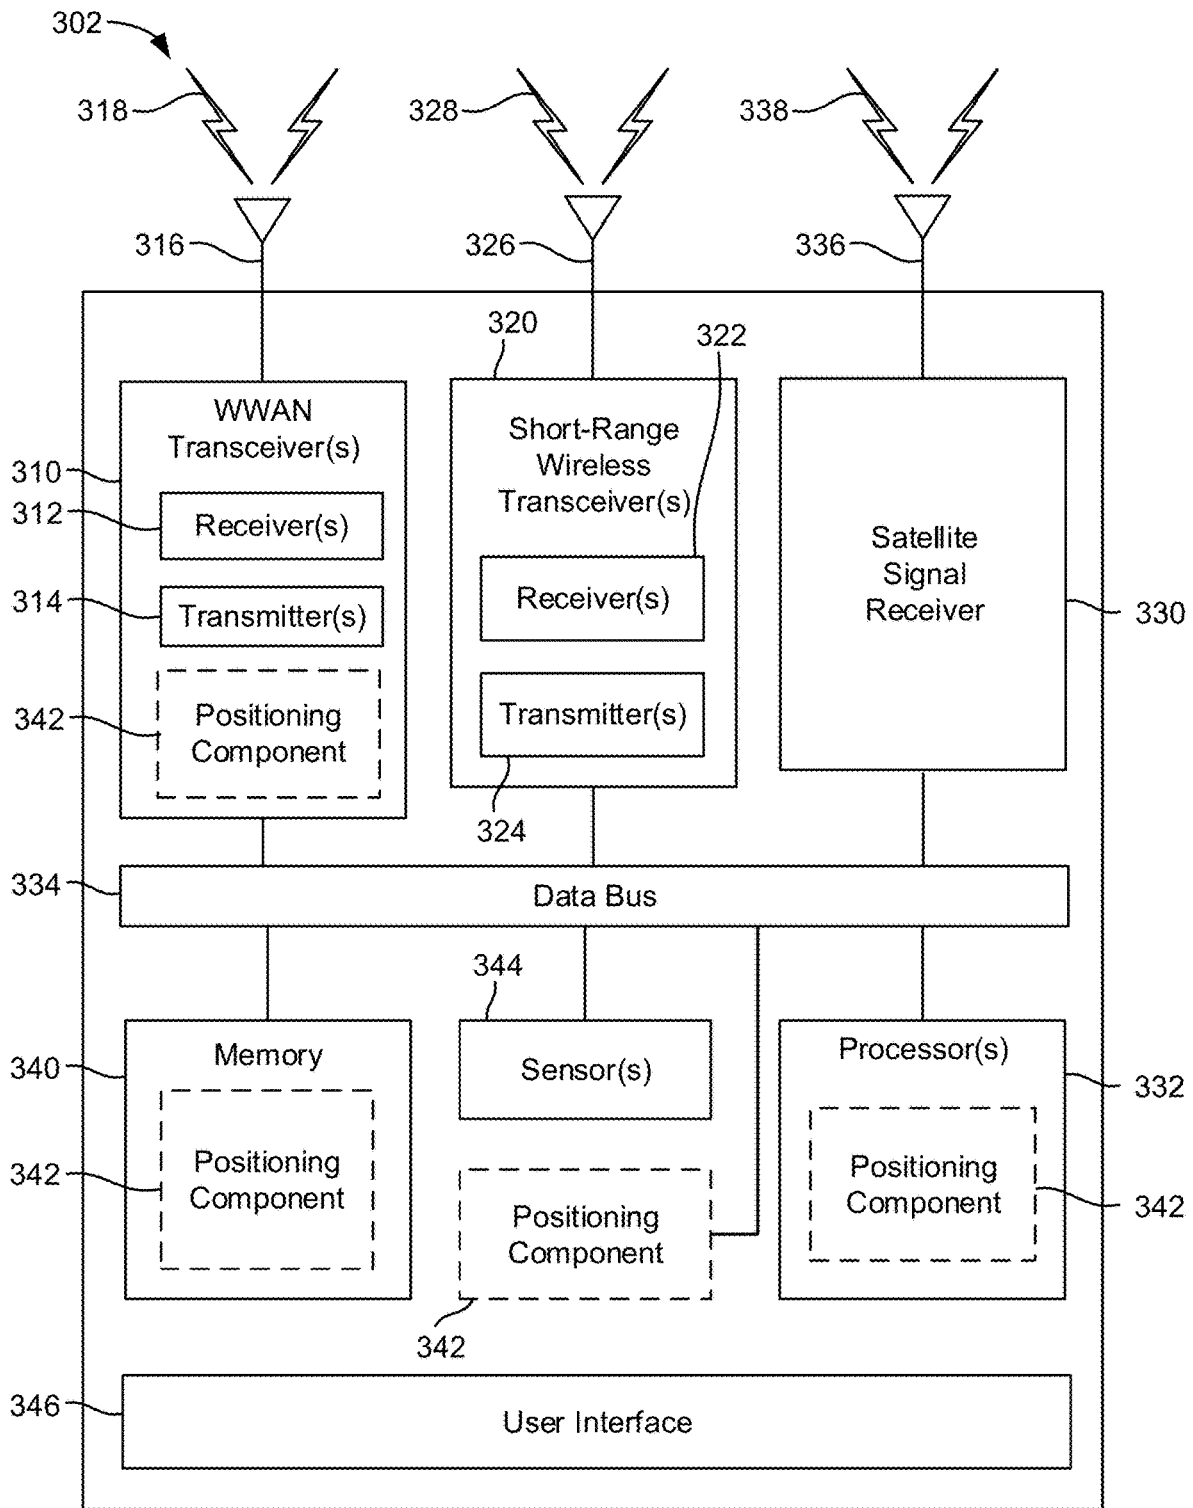 302
318
328
338
316
326
336
320
322
WWAN
Transceiver(s)
310
312
Receiver(s)
314
Transmitter(s)
342
Positioning
Component
Short-Range
Wireless
Transceiver(s)
Receiver(s)
Transmitter(s)
324
Satellite
Signal
Receiver
330
334
Data Bus
344
340
Memory
342
Positioning
Component
Sensor(s)
Positioning
Component
342
Processor(s)
332
Positioning
Component
342
346
User Interface